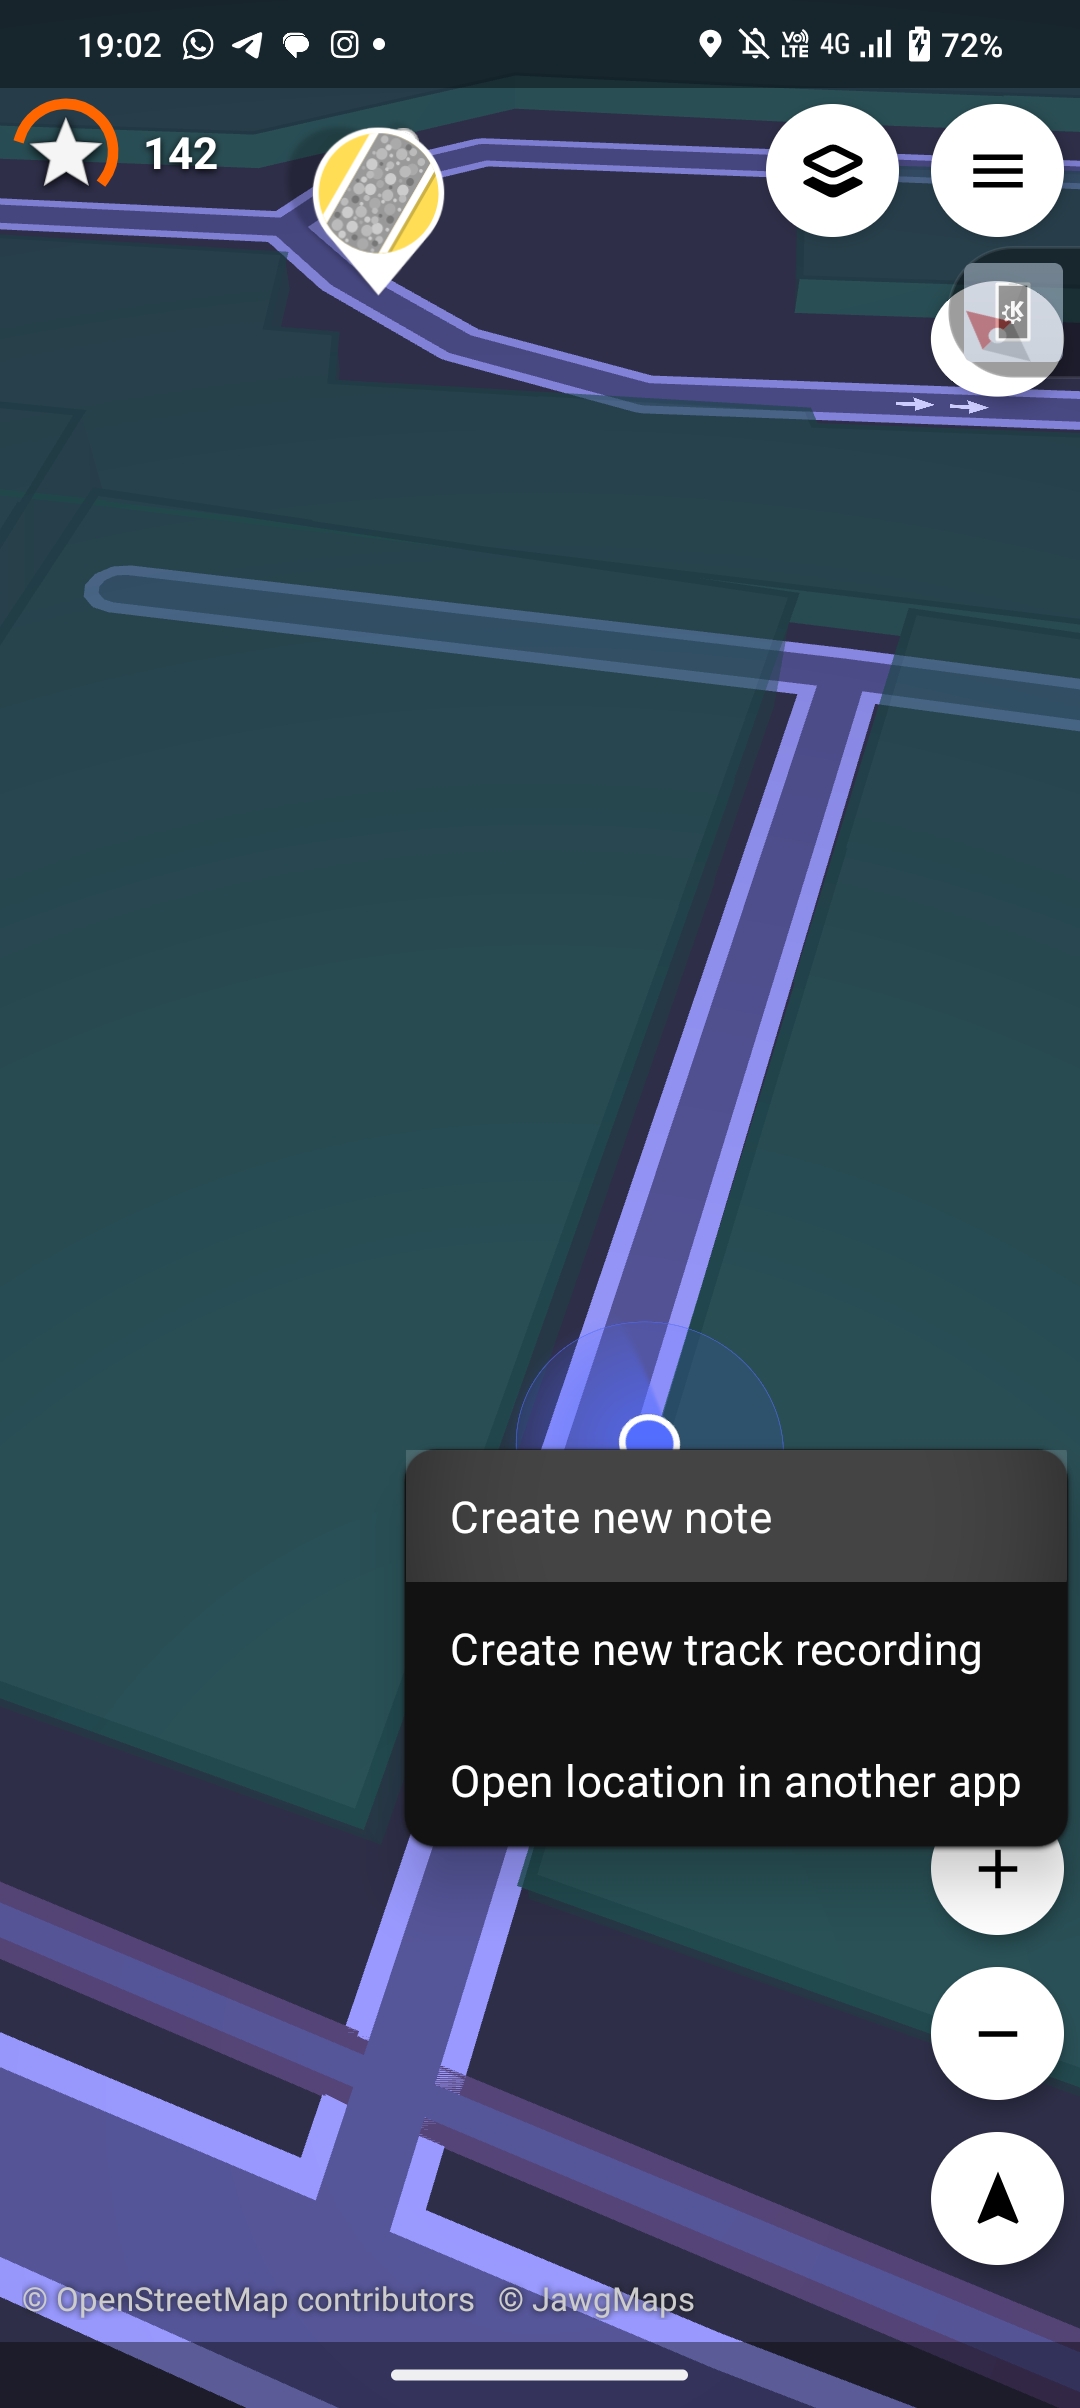 19:02 VoLTE 4G 72%
142
K
Create new note
Create new track recording
Open location in another app
© OpenStreetMap contributors © JawgMaps